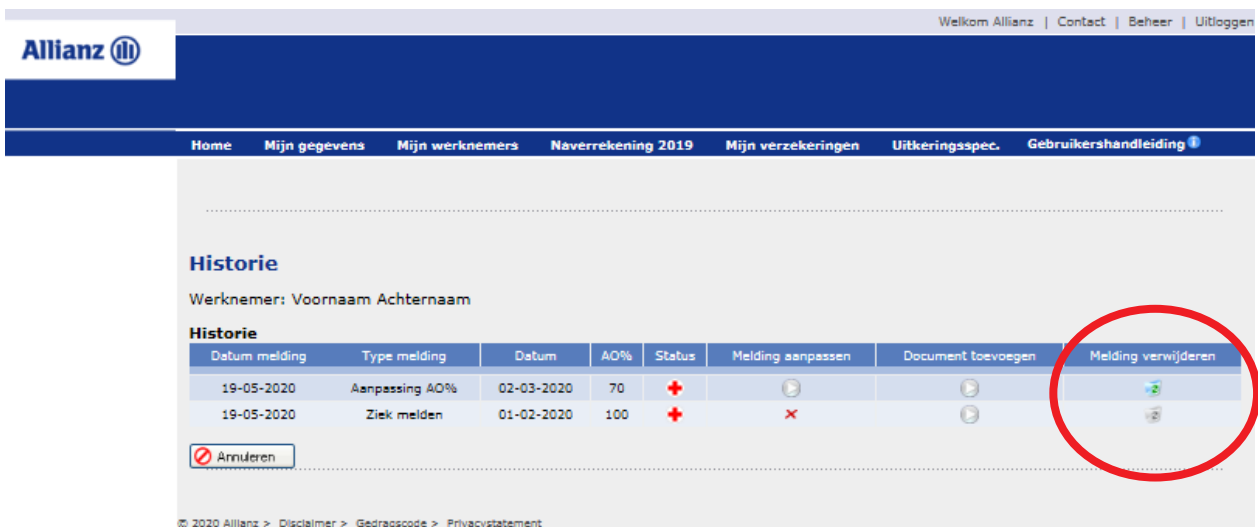 Welkom Allianz | Contact | Beheer | Uitloggen
Allianz
Home Mijn gegevens Mijn werknemers Naverrekening 2019 Mijn verzekeringen Uitkeringsspec. Gebruikershandleiding
Historie
Werknemer: Voornaam Achternaam
Historie
Datum melding Type melding Datum AO% Status Melding aanpassen Document toevoegen Melding verwijderen
19-05-2020 Aanpassing AO% 02-03-2020 70
19-05-2020 Ziek melden 01-02-2020 100
Annuleren
© 2020 Allianz > Disclaimer > Gedragscode > Privacystatement